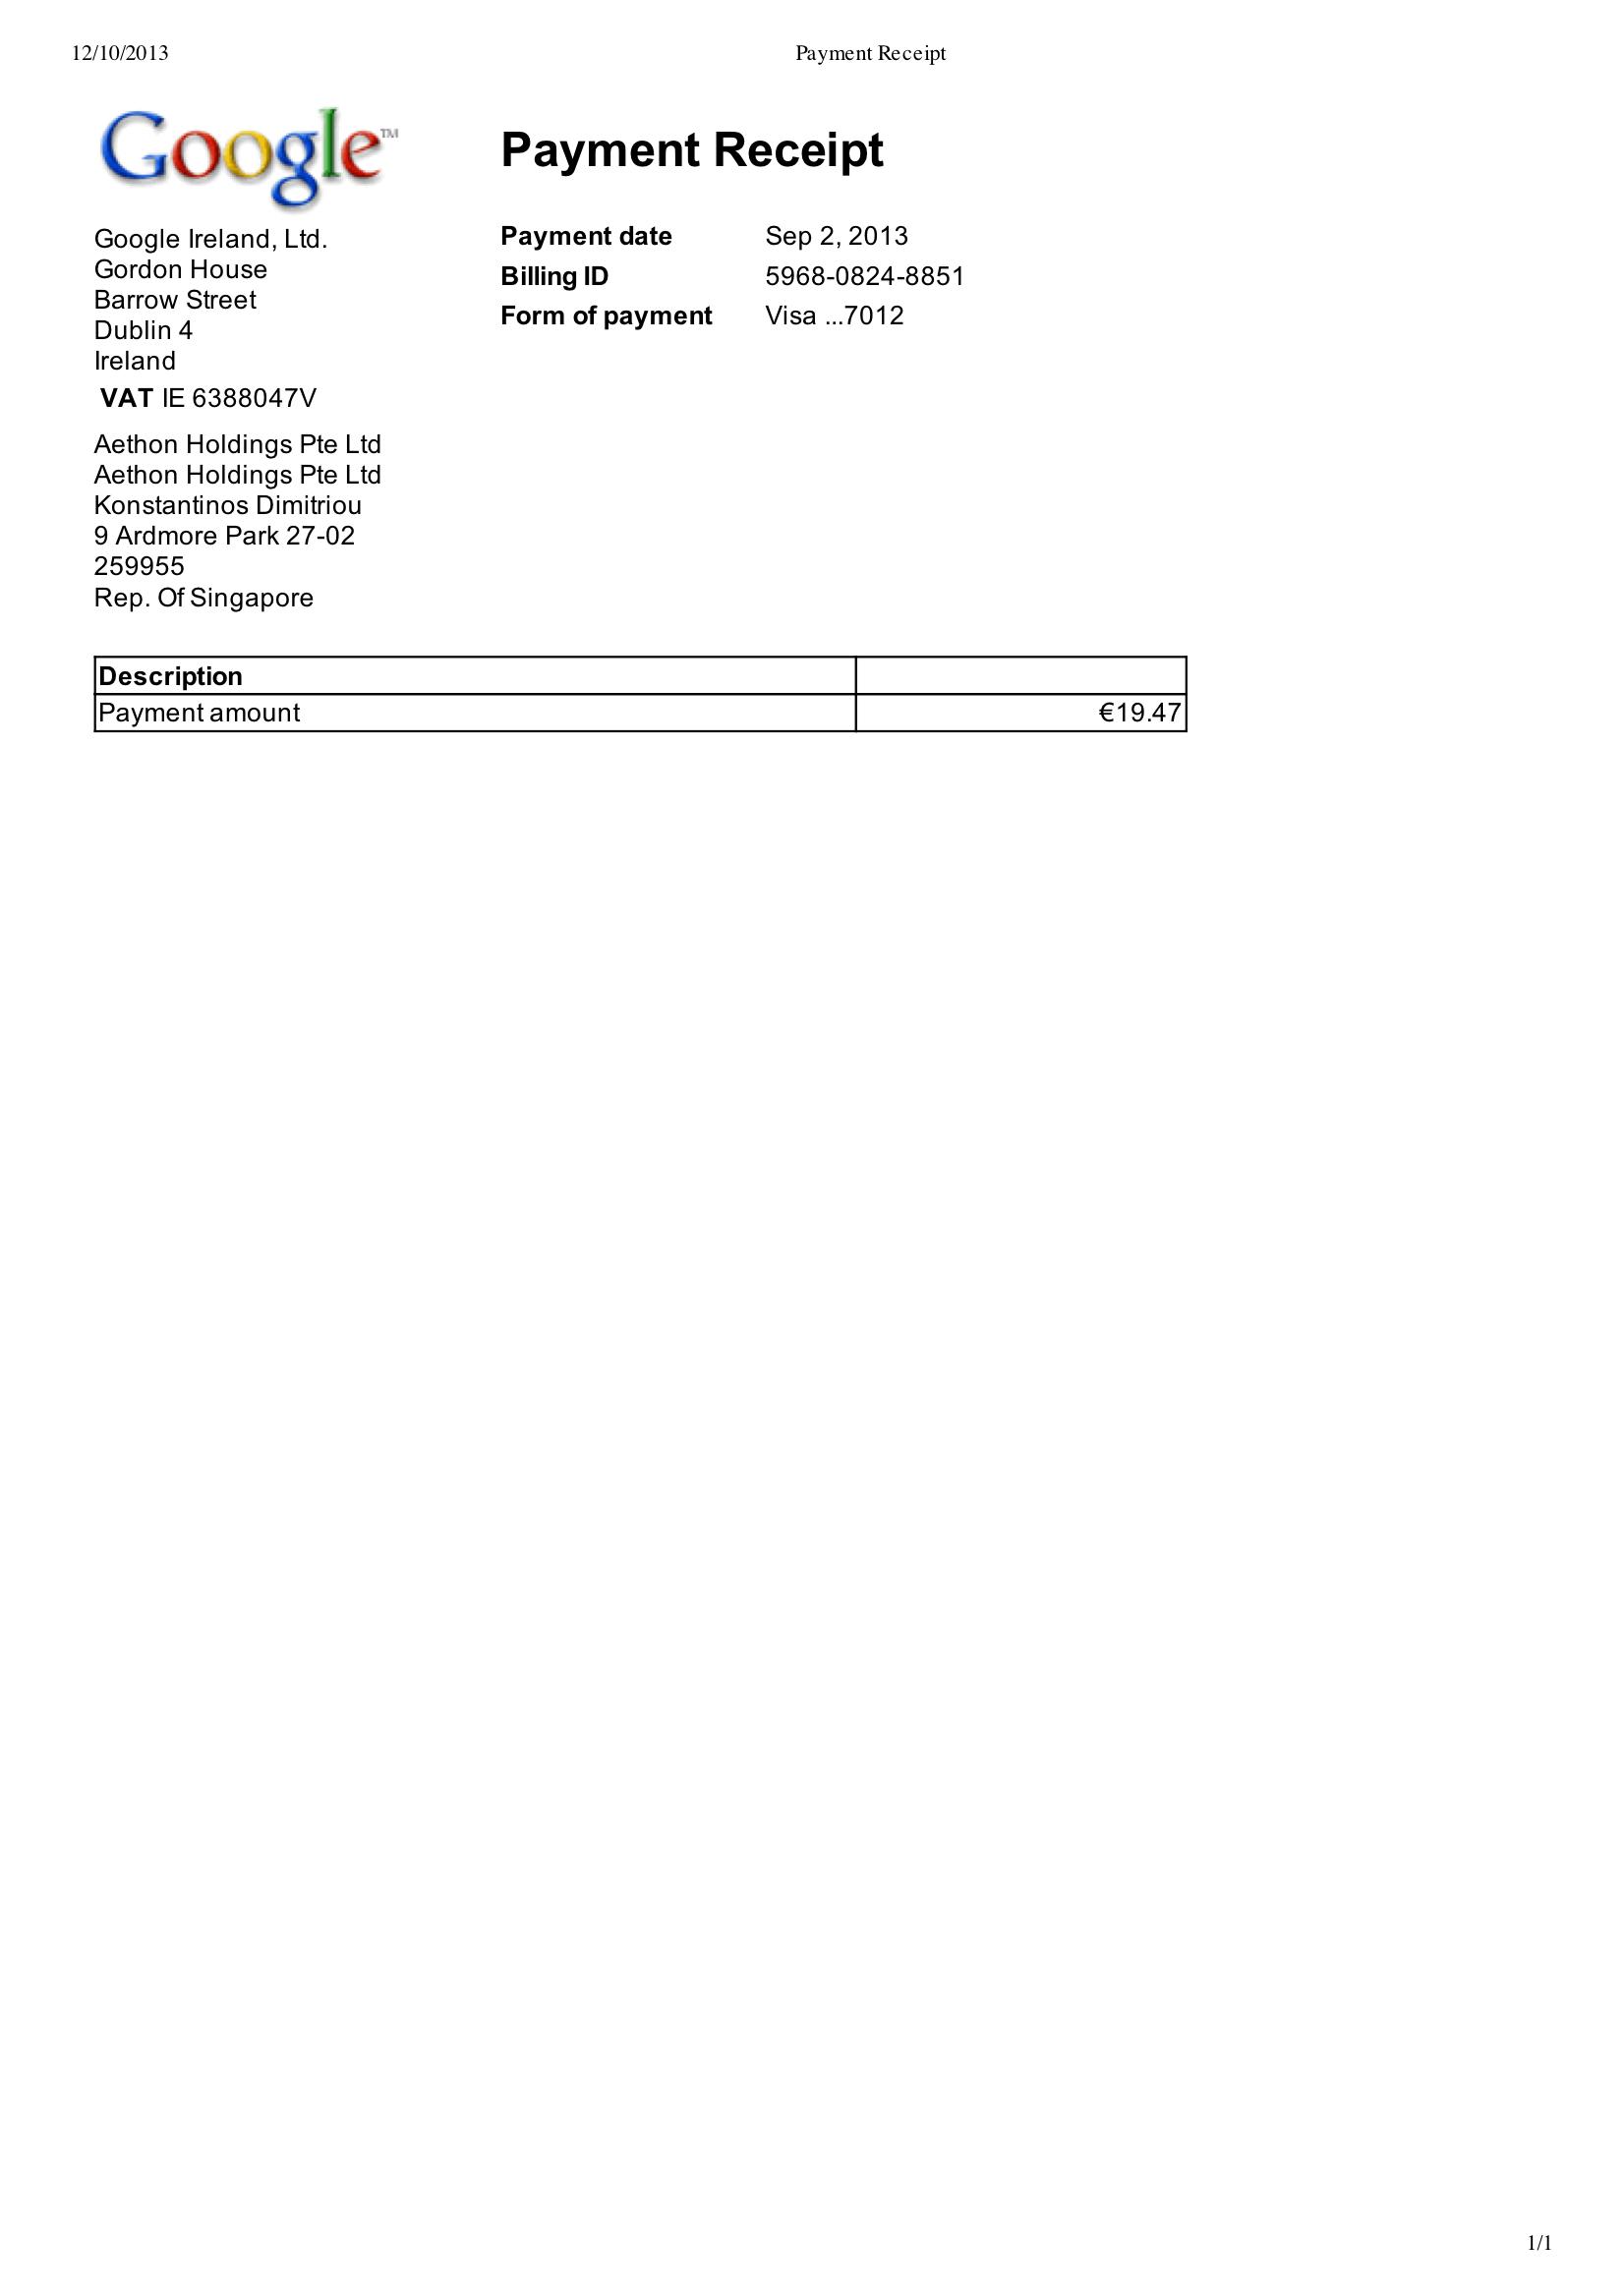 12/10/2013 Payment Receipt
Google™
Payment Receipt
Google Ireland, Ltd.
Gordon House
Barrow Street
Dublin 4
Ireland
VAT IE 6388047V
Payment date Sep 2, 2013
Billing ID 5968-0824-8851
Form of payment Visa ...7012
Aethon Holdings Pte Ltd
Aethon Holdings Pte Ltd
Konstantinos Dimitriou
9 Ardmore Park 27-02
259955
Rep. Of Singapore
Description
Payment amount €19.47
1/1